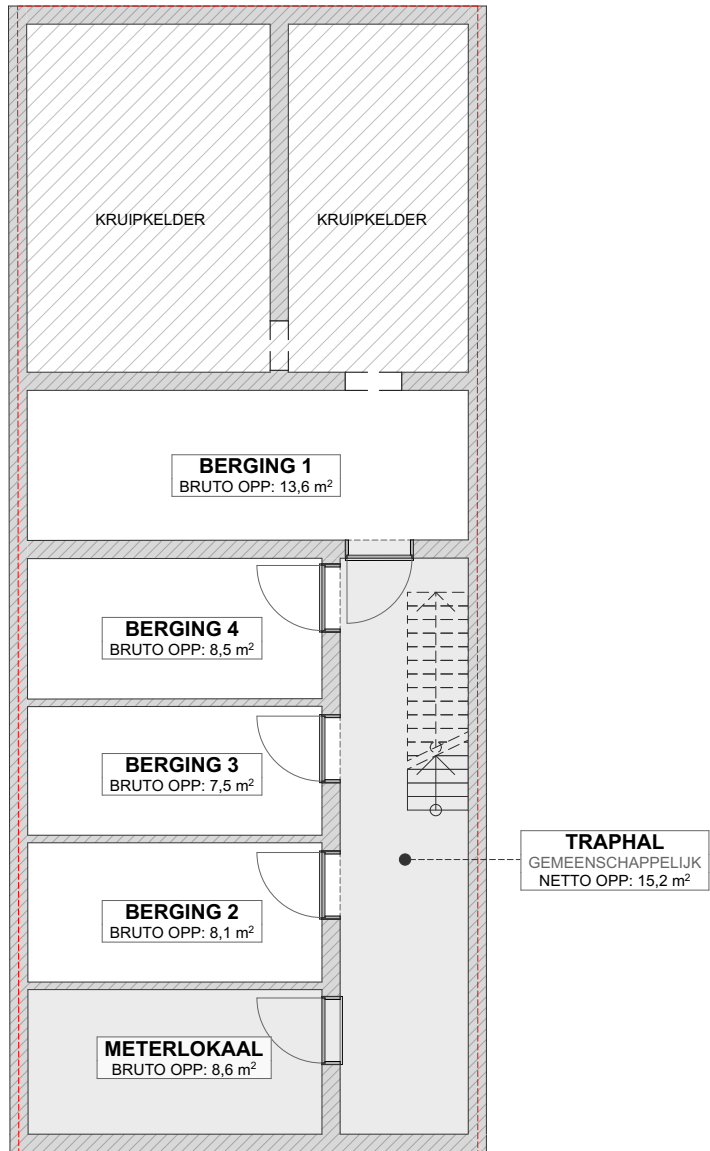 KRUIPKELDER
KRUIPKELDER
BERGING 1
BRUTO OPP: 13,6 m²
BERGING 4
BRUTO OPP: 8,5 m²
BERGING 3
BRUTO OPP: 7,5 m²
TRAPHAL
GEMEENSCHAPPELIJK
NETTO OPP: 15,2 m²
BERGING 2
BRUTO OPP: 8,1 m²
METERLOKAAL
BRUTO OPP: 8,6 m²